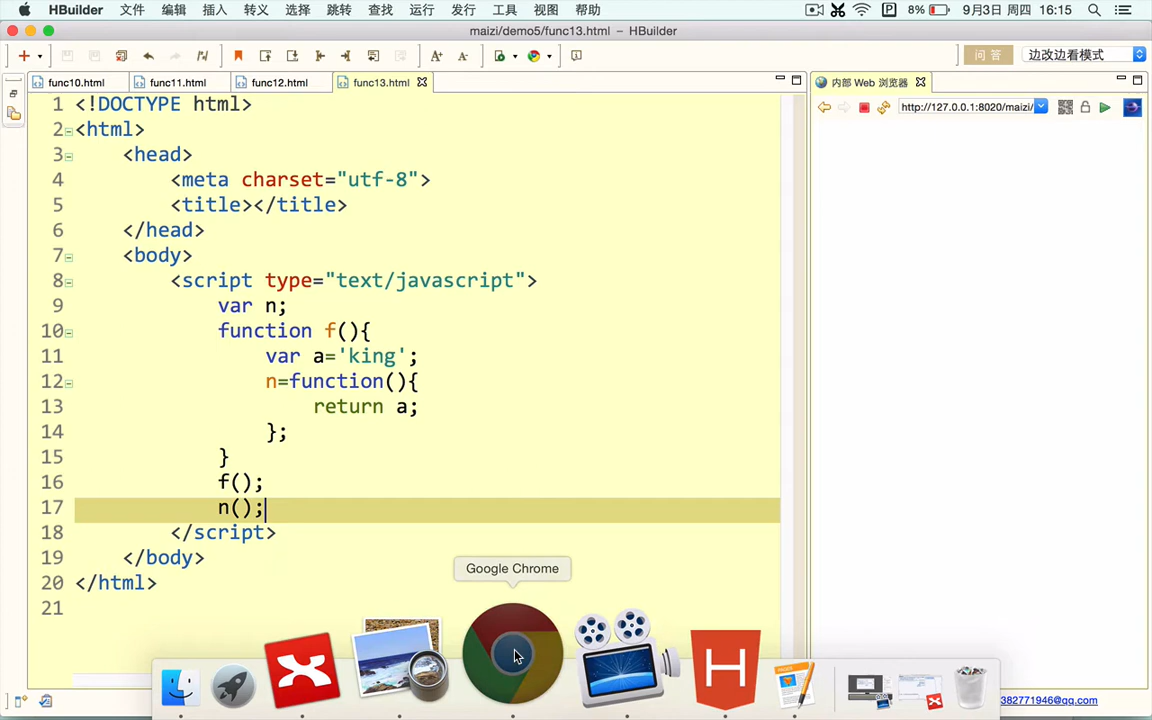 HBuilder 文件 编辑 插入 转义 选择 跳转 查找 运行 发行 工具 视图 帮助 8% 9月3日 周四 16:15
maizi/demo5/func13.html – HBuilder
问 答 边改边看模式
func10.html func11.html func12.html func13.html 内部 Web 浏览器
http://127.0.0.1:8020/maizi/
1 <!DOCTYPE html>
2 <html>
3 <head>
4 <meta charset="utf-8">
5 <title></title>
6 </head>
7 <body>
8 <script type="text/javascript">
9 var n;
10 function f(){
11 var a='king';
12 n=function(){
13 return a;
14 };
15 }
16 f();
17 n();
18 </script>
19 </body>
20 </html>
21
Google Chrome
382771946@qq.com